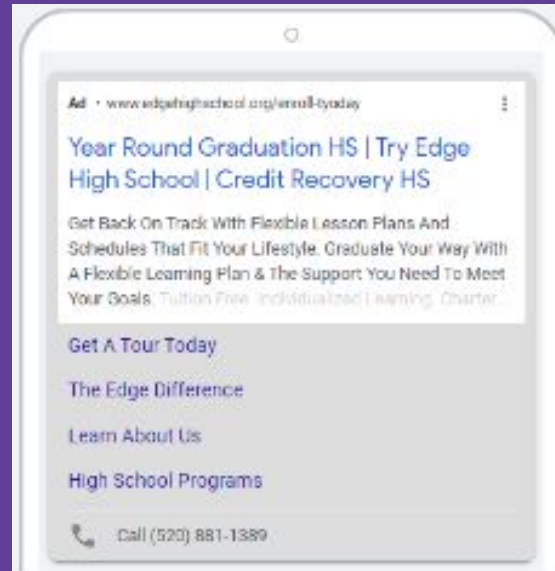 Ad · www.edgehighschool.org/enroll-tyoday
Year Round Graduation HS | Try Edge
High School | Credit Recovery HS
Get Back On Track With Flexible Lesson Plans And
Schedules That Fit Your Lifestyle. Graduate Your Way With
A Flexible Learning Plan & The Support You Need To Meet
Your Goals. Tuition Free. Individualized Learning. Charter...
Get A Tour Today
The Edge Difference
Learn About Us
High School Programs
Call (520) 881-1389